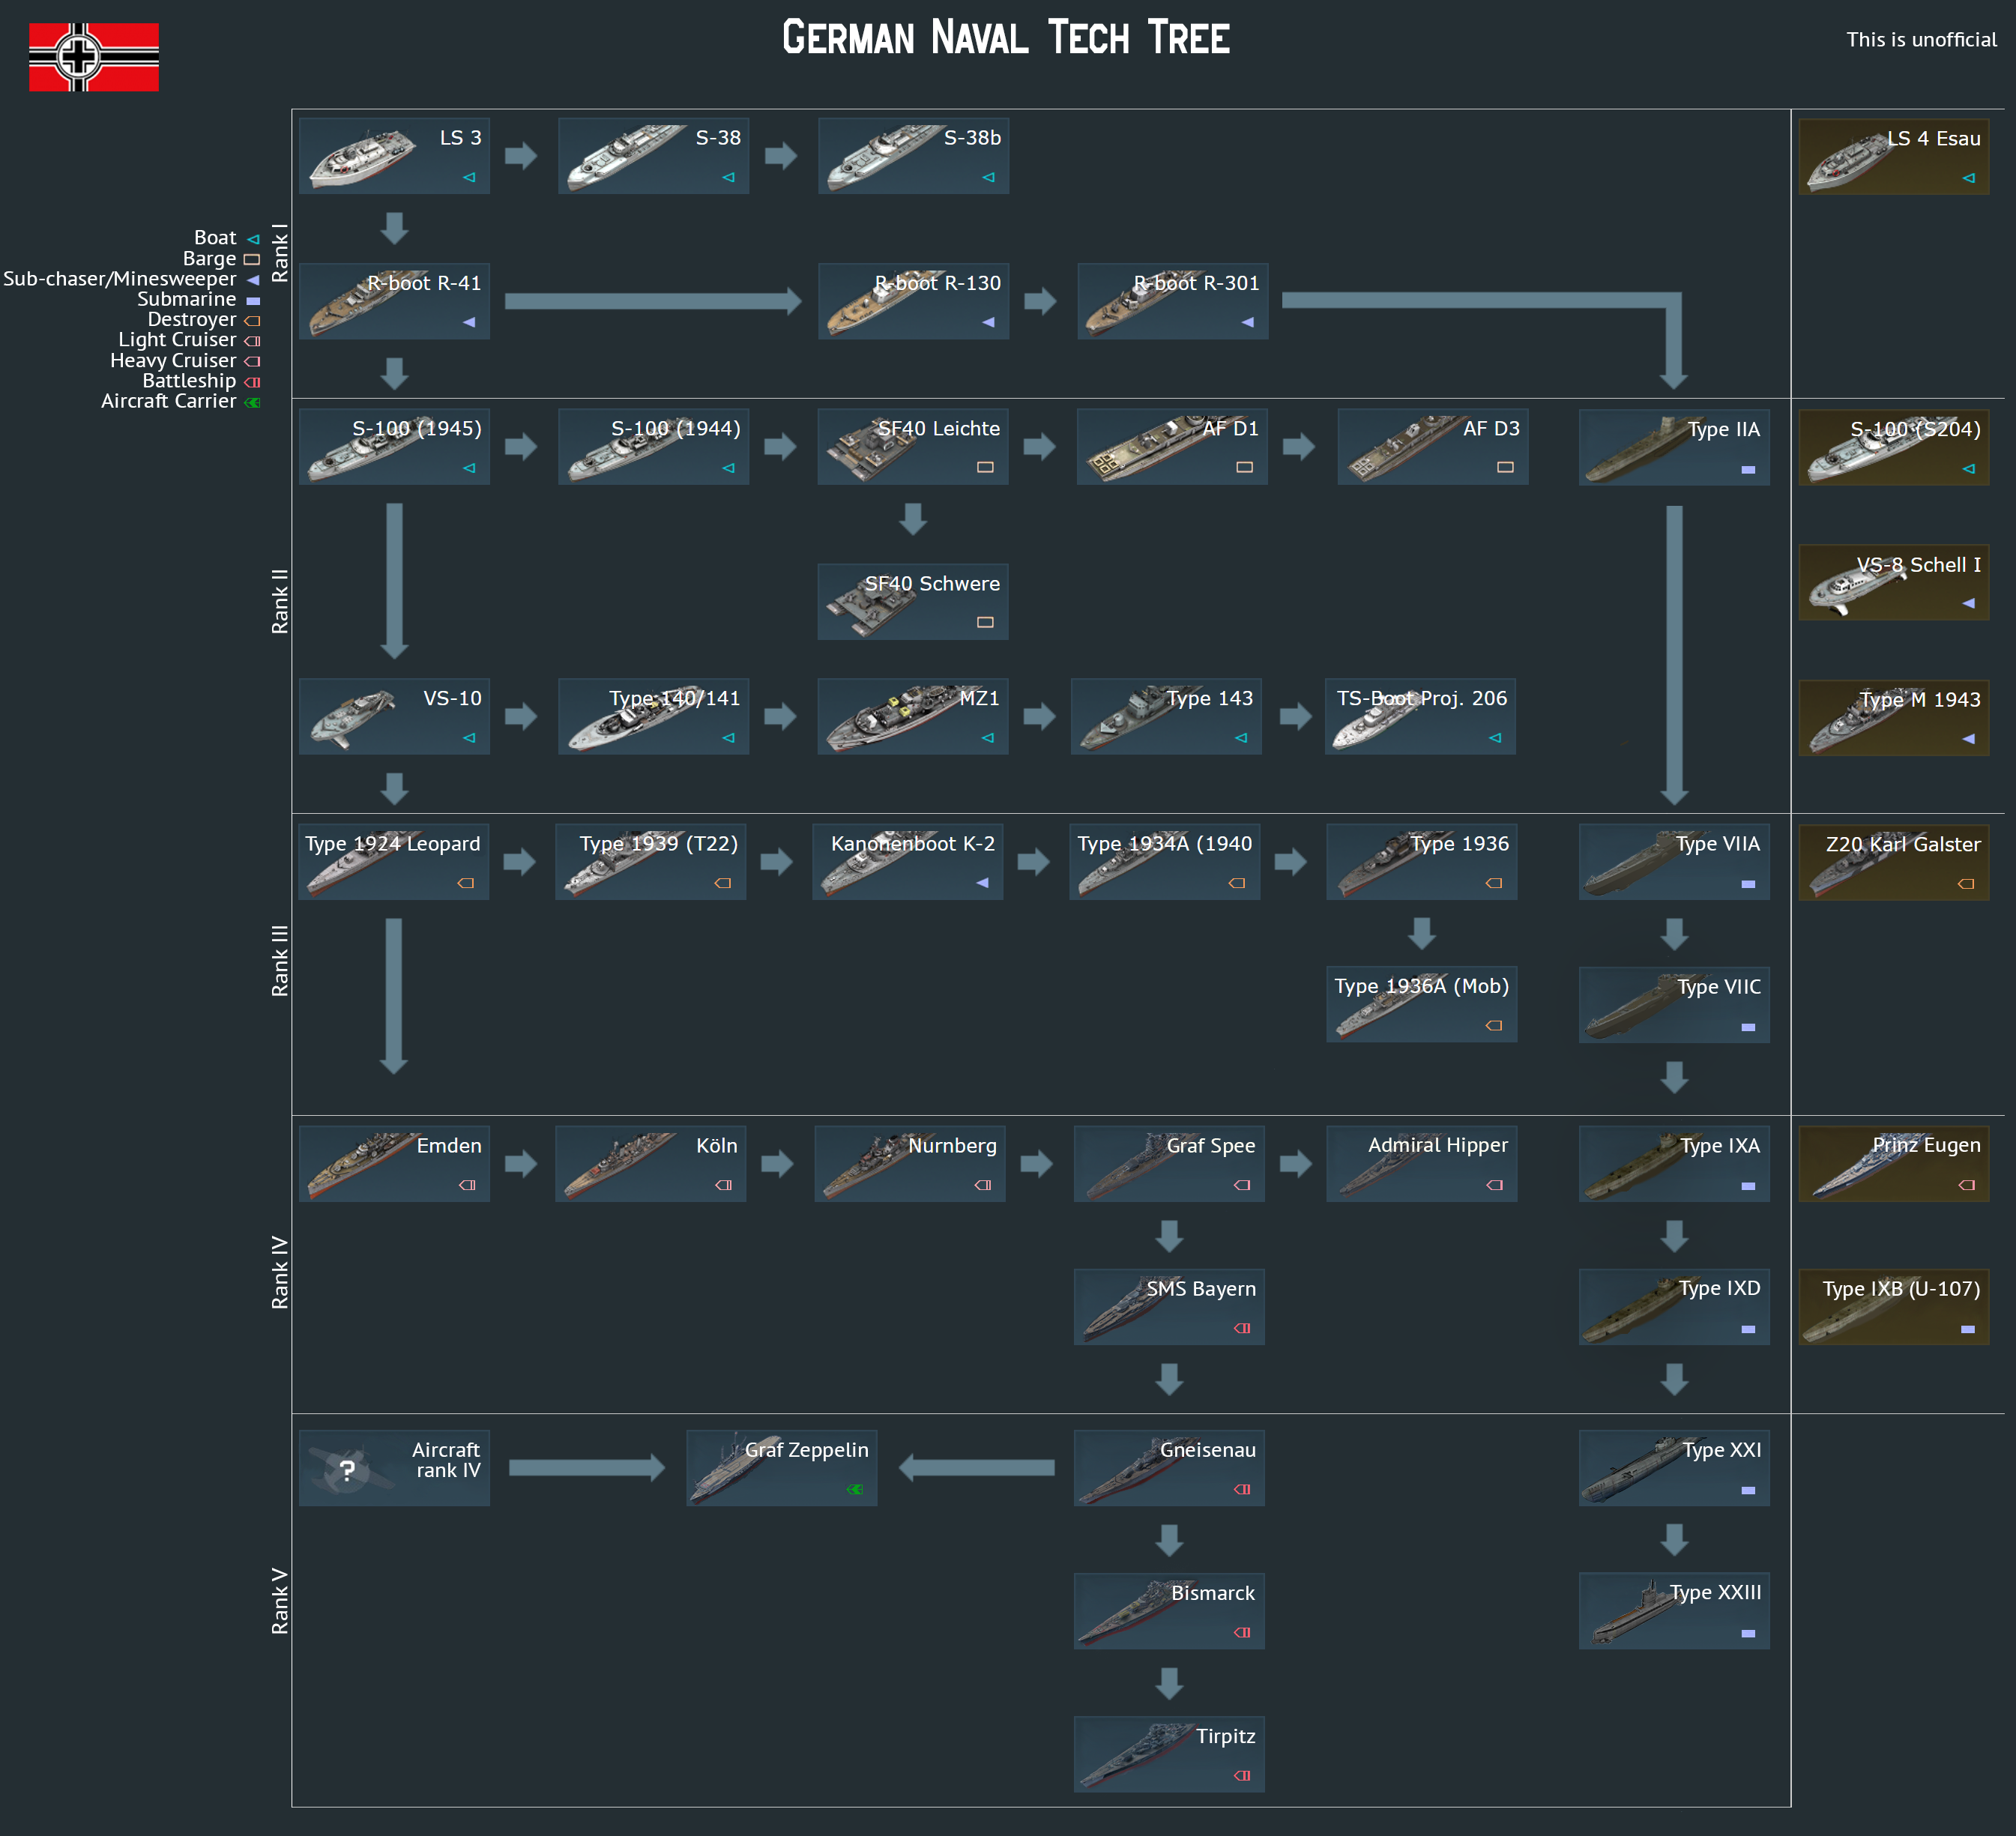 German Naval Tech Tree
This is unofficial
Boat
Barge
Sub-chaser/Minesweeper
Submarine
Destroyer
Light Cruiser
Heavy Cruiser
Battleship
Aircraft Carrier
Rank I
LS 3
S-38
S-38b
LS 4 Esau
R-boot R-41
R-boot R-130
R-boot R-301
Rank II
S-100 (1945)
S-100 (1944)
SF40 Leichte
AF D1
AF D3
Type IIA
S-100 (S204)
SF40 Schwere
VS-8 Schell I
VS-10
Type 140/141
MZ1
Type 143
TS-Boot Proj. 206
Type M 1943
Rank III
Type 1924 Leopard
Type 1939 (T22)
Kanonenboot K-2
Type 1934A (1940
Type 1936
Type VIIA
Z20 Karl Galster
Type 1936A (Mob)
Type VIIC
Rank IV
Emden
Köln
Nurnberg
Graf Spee
Admiral Hipper
Type IXA
Prinz Eugen
SMS Bayern
Type IXD
Type IXB (U-107)
Rank V
Aircraft
rank IV
?
Graf Zeppelin
Gneisenau
Type XXI
Bismarck
Type XXIII
Tirpitz